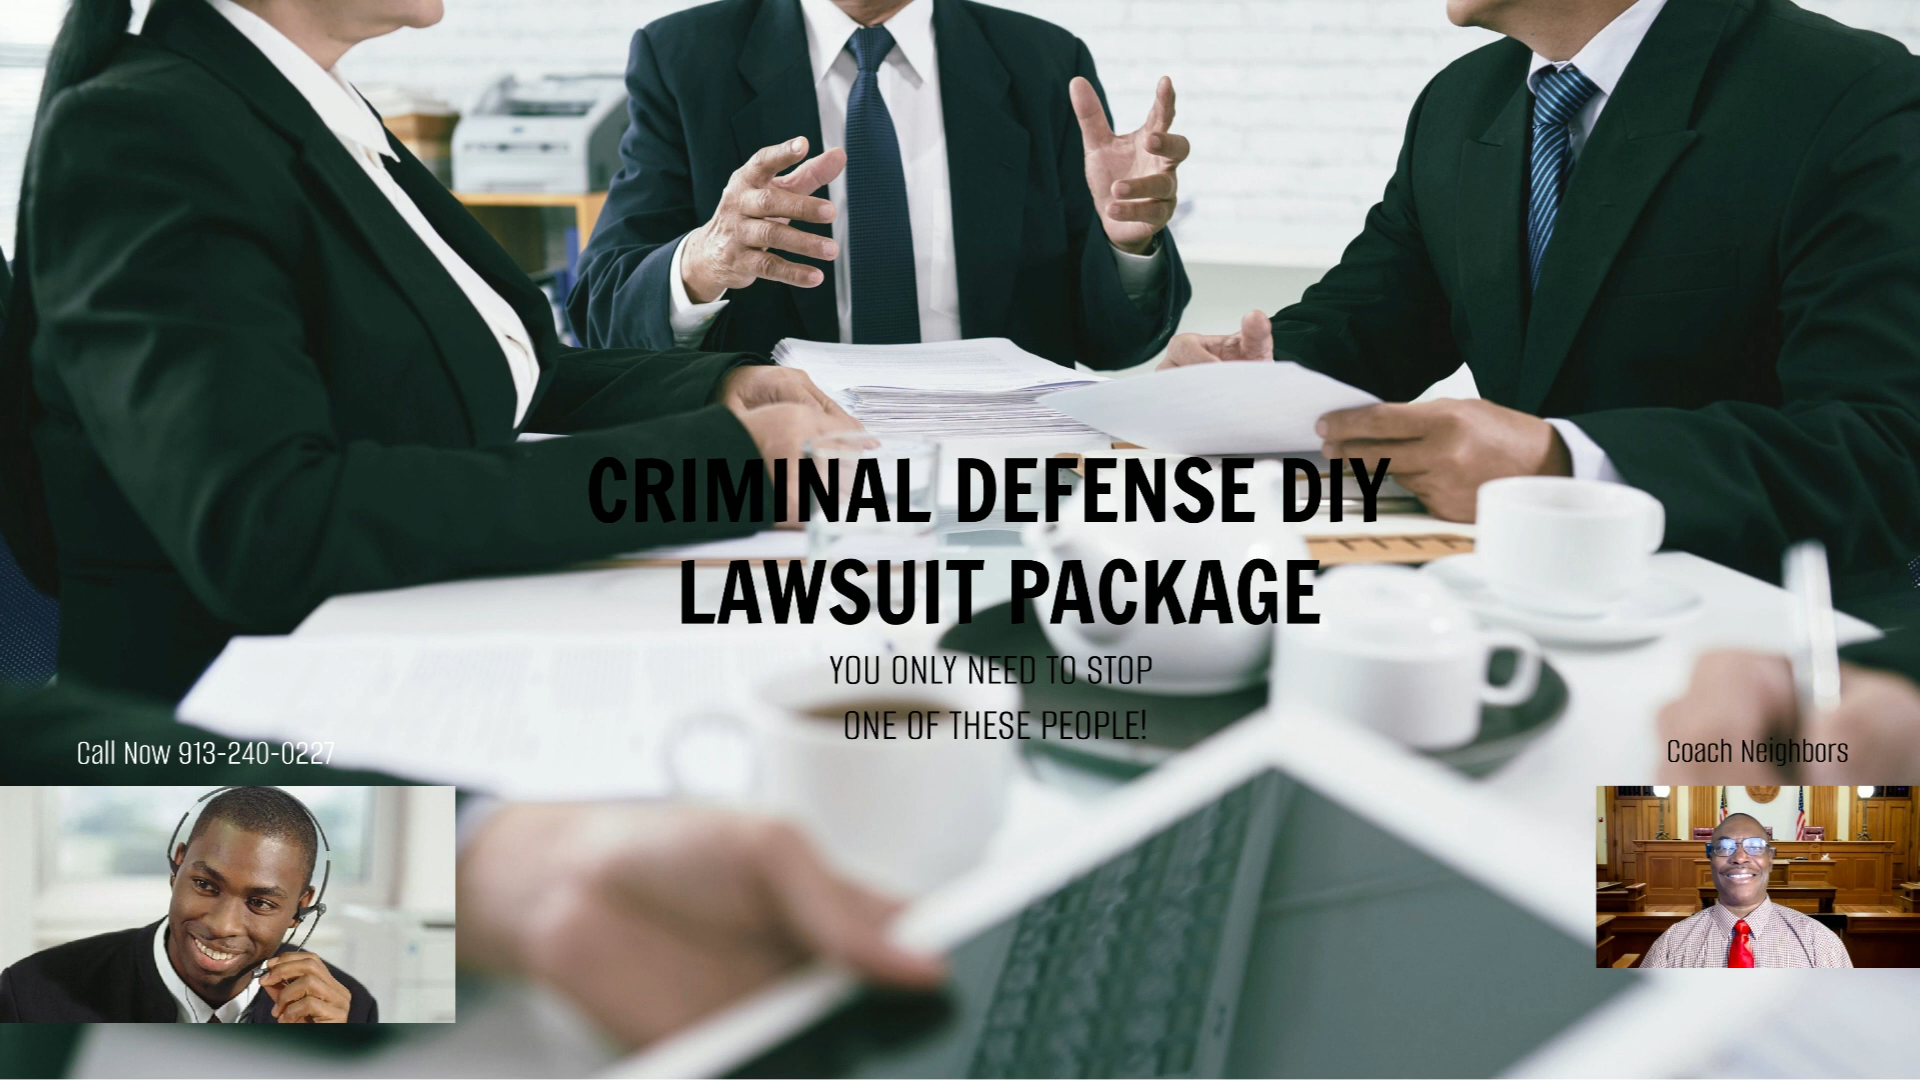 CRIMINAL DEFENSE DIY
LAWSUIT PACKAGE
YOU ONLY NEED TO STOP
ONE OF THESE PEOPLE!
Call Now 913-240-0227
Coach Neighbors